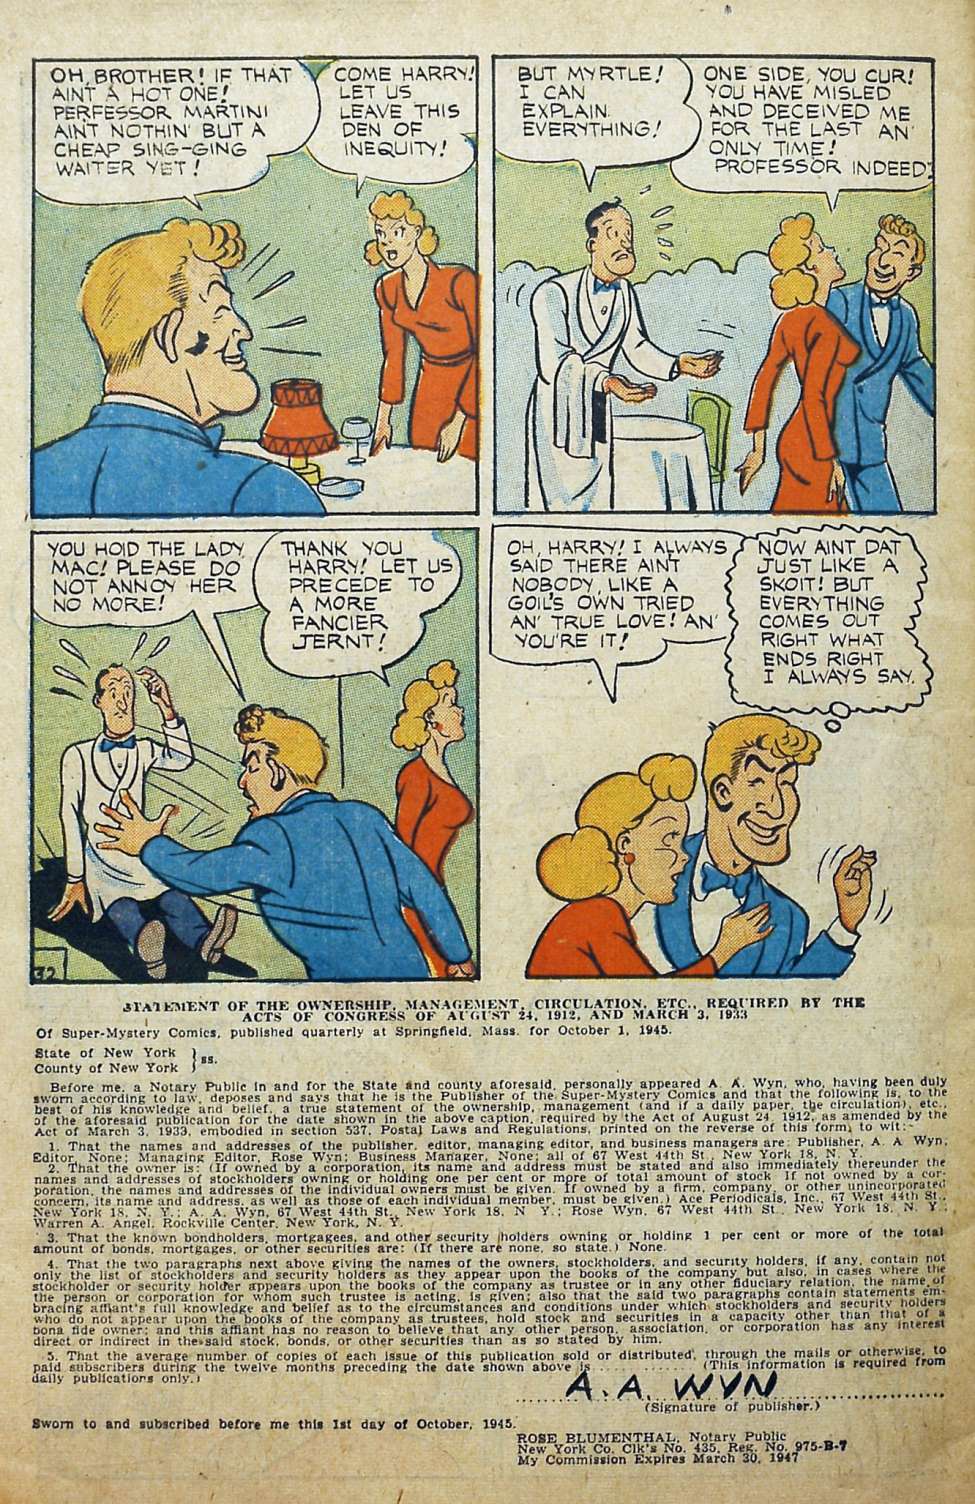 OH, BROTHER! IF THAT
AINT A HOT ONE!
PERFESSOR MARTINI
AIN'T NOTHIN' BUT A
CHEAP SING-GING
WAITER YET!
COME HARRY!
LET US
LEAVE THIS
DEN OF
INEQUITY!
BUT MYRTLE!
I CAN
EXPLAIN
EVERYTHING!
ONE SIDE, YOU CUR!
YOU HAVE MISLED
AND DECEIVED ME
FOR THE LAST AN'
ONLY TIME!
PROFESSOR INDEED!
YOU HOID THE LADY,
MAC! PLEASE DO
NOT ANNOY HER
NO MORE!
THANK YOU
HARRY! LET US
PRECEDE TO
A MORE
FANCIER
JERNT!
OH, HARRY! I ALWAYS
SAID THERE AINT
NOBODY, LIKE A
GOIL'S OWN TRIED
AN' TRUE LOVE! AN'
YOU'RE IT!
NOW AINT DAT
JUST LIKE A
SKOIT! BUT
EVERYTHING
COMES OUT
RIGHT WHAT
ENDS RIGHT
I ALWAYS SAY.
32
STATEMENT OF THE OWNERSHIP, MANAGEMENT, CIRCULATION, ETC., REQUIRED BY THE
ACTS OF CONGRESS OF AUGUST 24, 1912, AND MARCH 3, 1933
Of Super-Mystery Comics, published quarterly at Springfield, Mass. for October 1, 1945.
State of New York
County of New York } ss.
Before me, a Notary Public in and for the State and county aforesaid, personally appeared A. A. Wyn, who, having been duly
sworn according to law, deposes and says that he is the Publisher of the Super-Mystery Comics and that the following is, to the
best of his knowledge and belief, a true statement of the ownership, management (and if a daily paper, the circulation), etc.,
of the aforesaid publication for the date shown in the above caption, required by the Act of August 24, 1912, as amended by the
Act of March 3, 1933, embodied in section 537, Postal Laws and Regulations, printed on the reverse of this form, to wit:-
1. That the names and addresses of the publisher, editor, managing editor, and business managers are: Publisher, A. A Wyn;
Editor, None; Managing Editor, Rose Wyn; Business Manager, None; all of 67 West 44th St., New York 18, N. Y.
2. That the owner is: (If owned by a corporation, its name and address must be stated and also immediately thereunder the
names and addresses of stockholders owning or holding one per cent or more of total amount of stock. If not owned by a cor-
poration, the names and addresses of the individual owners must be given. If owned by a firm, company, or other unincorporated
concern, its name and address, as well as those of each individual member, must be given.) Ace Periodicals, Inc., 67 West 44th St.,
New York 18, N. Y.; A. A. Wyn, 67 West 44th St., New York 18, N. Y.; Rose Wyn, 67 West 44th St., New York 18, N. Y.;
Warren A. Angel, Rockville Center, New York, N. Y.
3. That the known bondholders, mortgagees, and other security holders owning or holding 1 per cent or more of the total
amount of bonds, mortgages, or other securities are: (If there are none, so state.) None.
4. That the two paragraphs next above giving the names of the owners, stockholders, and security holders, if any, contain not
only the list of stockholders and security holders as they appear upon the books of the company but also, in cases where the
stockholder or security holder appears upon the books of the company as trustee or in any other fiduciary relation, the name of
the person or corporation for whom such trustee is acting, is given; also that the said two paragraphs contain statements em-
bracing affiant's full knowledge and belief as to the circumstances and conditions under which stockholders and security holders
who do not appear upon the books of the company as trustees, hold stock and securities in a capacity other than that of a
bona fide owner; and this affiant has no reason to believe that any other person, association, or corporation has any interest
direct or indirect in the said stock, bonds, or other securities than as so stated by him.
5. That the average number of copies of each issue of this publication sold or distributed, through the mails or otherwise, to
paid subscribers during the twelve months preceding the date shown above is ............... (This information is required from
daily publications only.)
A. A. WYN
(Signature of publisher.)
Sworn to and subscribed before me this 1st day of October, 1945.
ROSE BLUMENTHAL, Notary Public
New York Co. Clk's No. 435, Reg. No. 975-B-7
My Commission Expires March 30, 1947